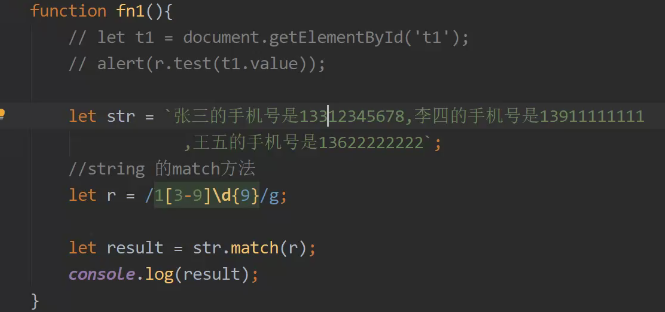 function fn1(){
// let t1 = document.getElementById('t1');
// alert(r.test(t1.value));
let str = `张三的手机号是13312345678,李四的手机号是13911111111
,王五的手机号是13622222222`;
//string 的match方法
let r = /1[3-9]\d{9}/g;
let result = str.match(r);
console.log(result);
}